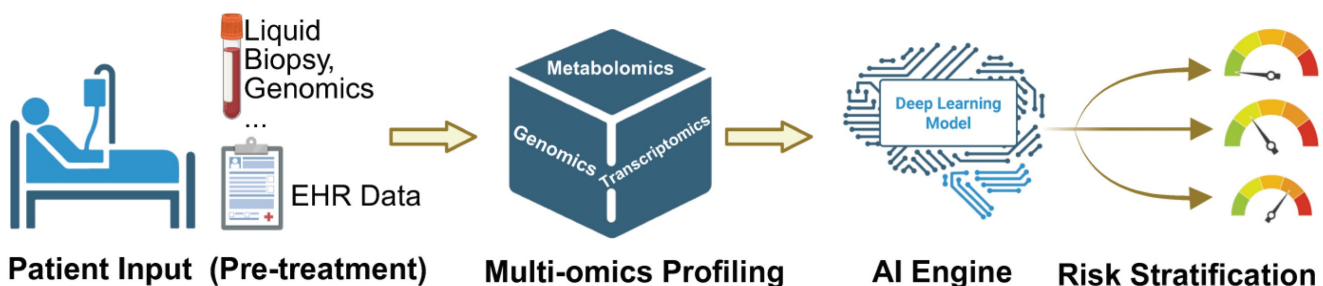 Liquid
Biopsy,
Genomics
...
EHR Data
Patient Input (Pre-treatment)
Metabolomics
Genomics
Transcriptomics
Multi-omics Profiling
Deep Learning
Model
AI Engine
Risk Stratification